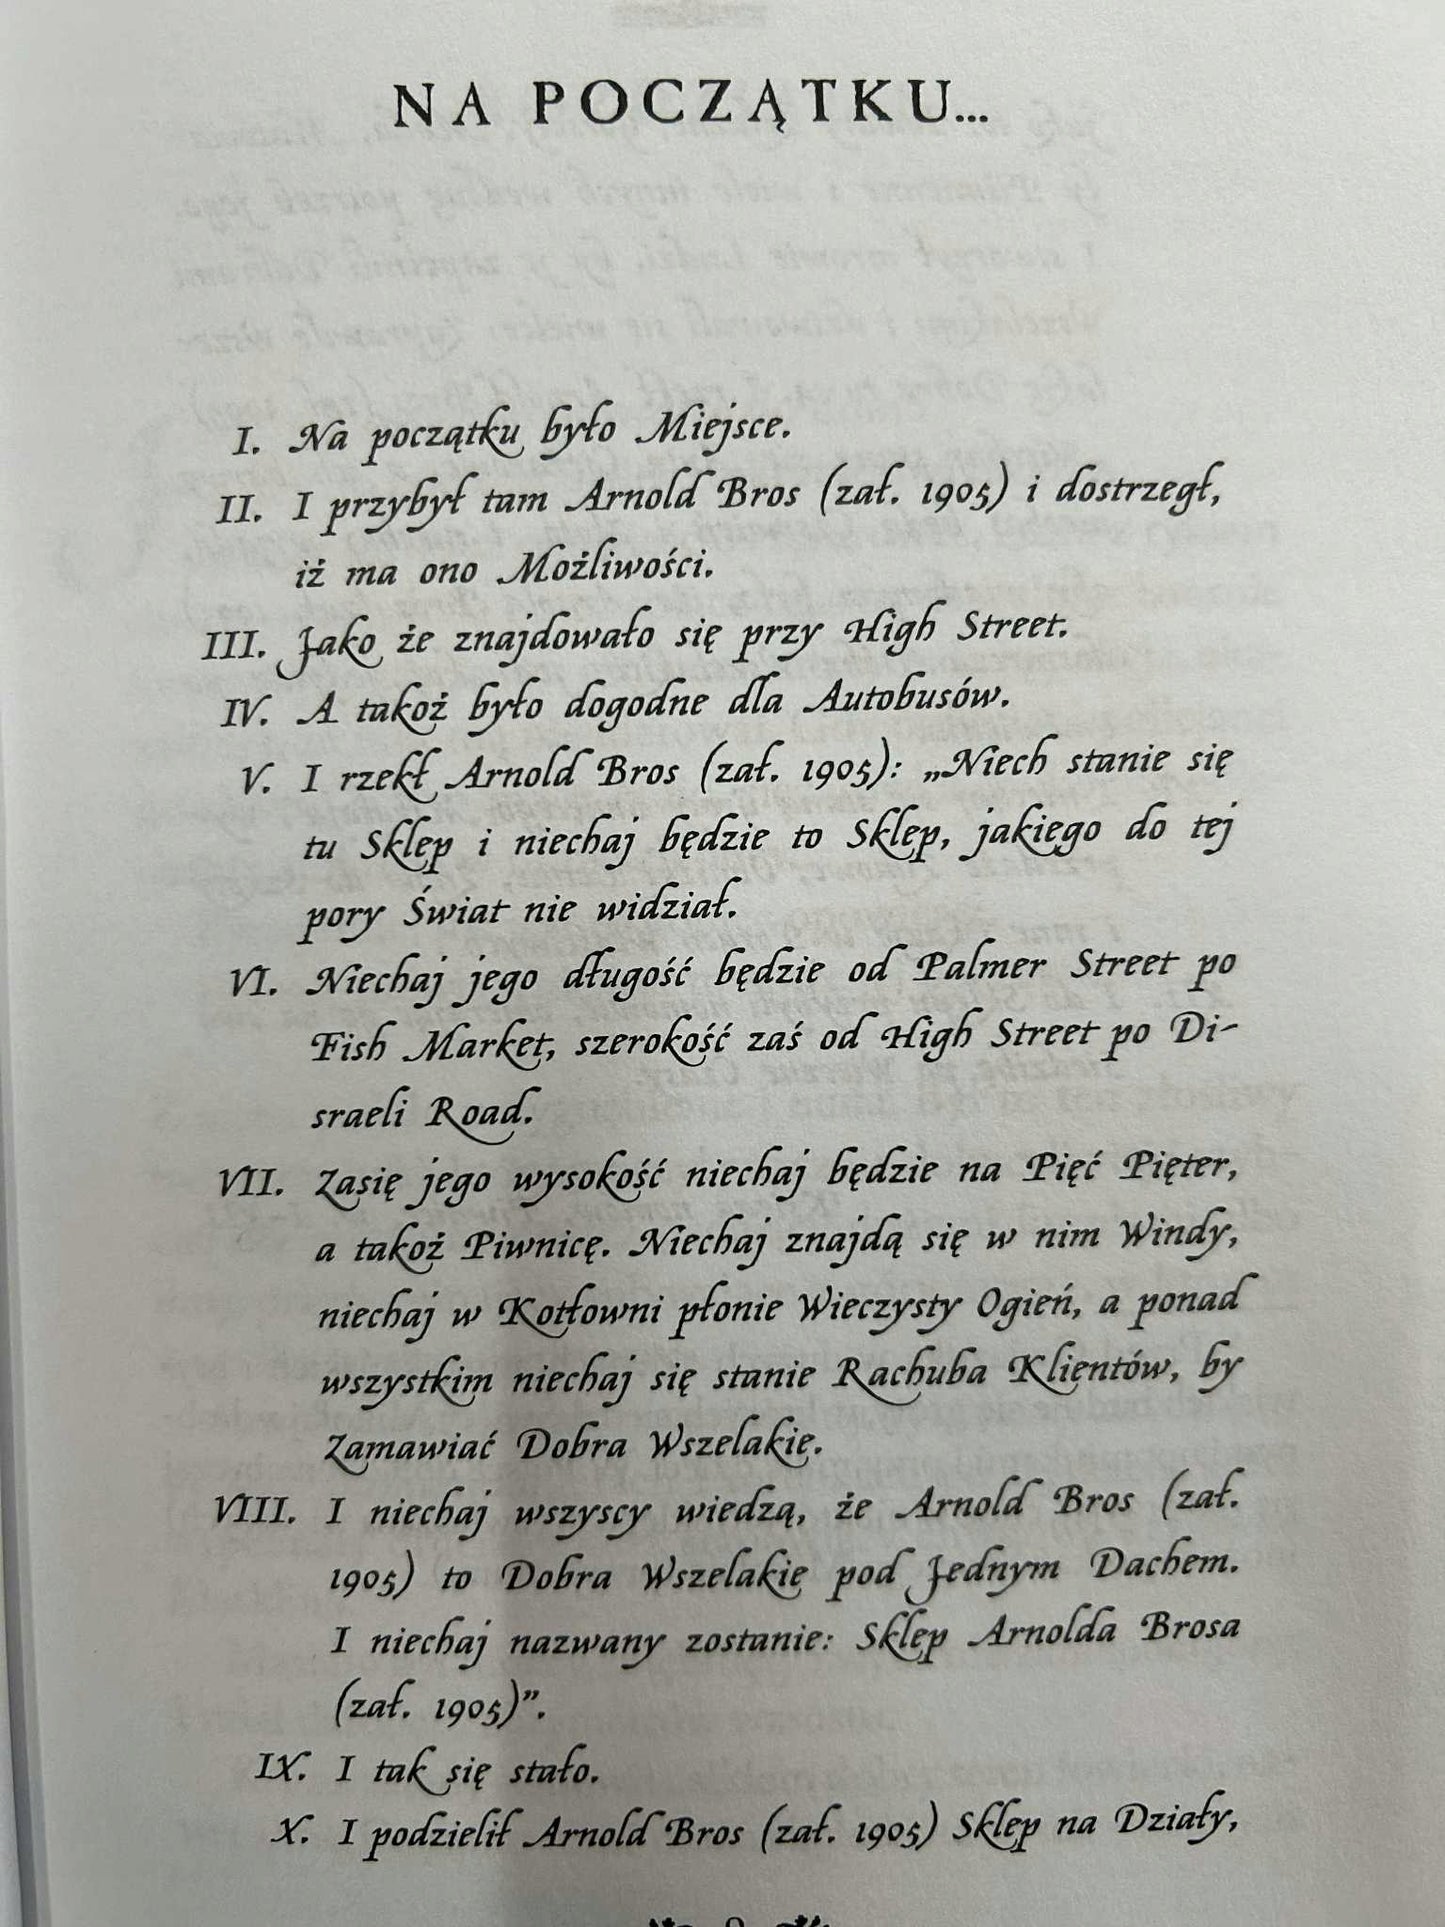 NA POCZĄTKU...
I. Na początku było Miejsce.
II. I przybył tam Arnold Bros (zał. 1905) i dostrzegł,
iż ma ono Możliwości.
III. Jako że znajdowało się przy High Street.
IV. A takoż było dogodne dla Autobusów.
V. I rzekł Arnold Bros (zał. 1905): „Niech stanie się
tu Sklep i niechaj będzie to Sklep, jakiego do tej
pory Świat nie widział.
VI. Niechaj jego długość będzie od Palmer Street po
Fish Market, szerokość zaś od High Street po Di-
sraeli Road.
VII. Zasię jego wysokość niechaj będzie na Pięć Pięter,
a takoż Piwnicę. Niechaj znajdą się w nim Windy,
niechaj w Kotłowni płonie Wieczysty Ogień, a ponad
wszystkim niechaj się stanie Rachuba Klientów, by
Zamawiać Dobra Wszelakie.
VIII. I niechaj wszyscy wiedzą, że Arnold Bros (zał.
1905) to Dobra Wszelakie pod Jednym Dachem.
I niechaj nazwany zostanie: Sklep Arnolda Brosa
(zał. 1905)”.
IX. I tak się stało.
X. I podzielił Arnold Bros (zał. 1905) Sklep na Działy,